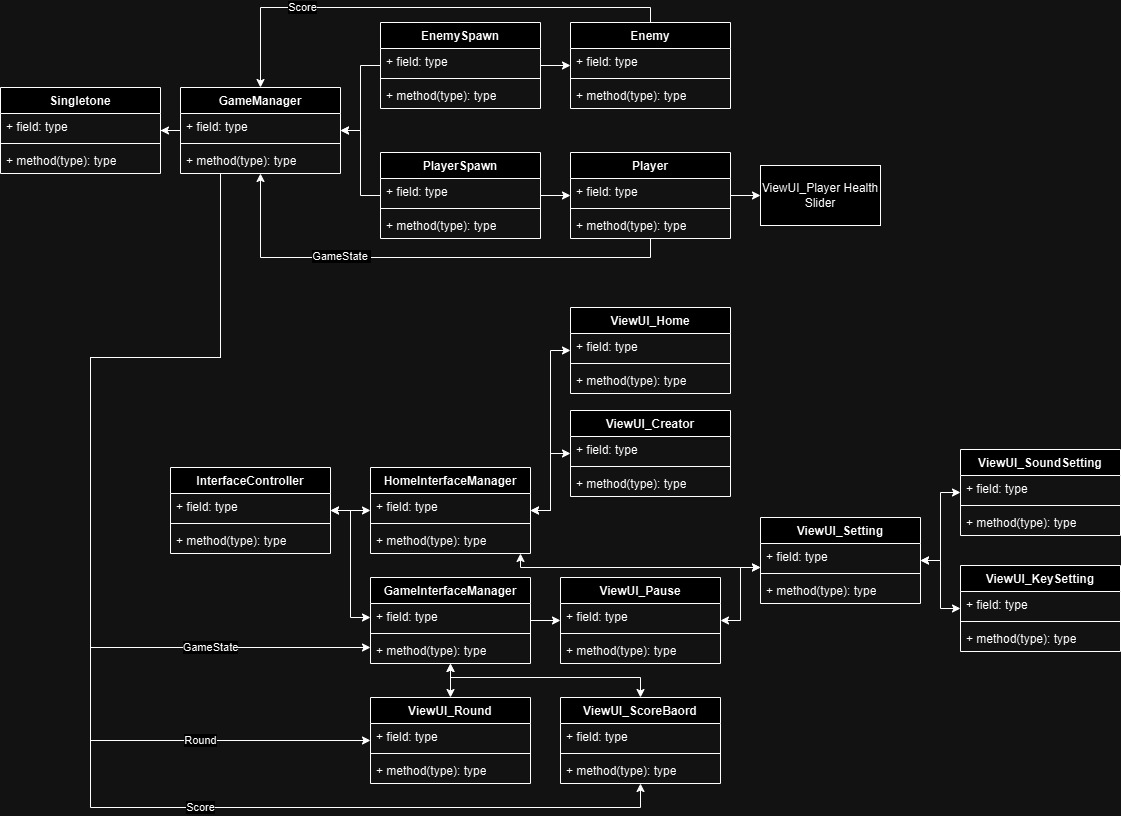 Score
EnemySpawn
+ field: type
+ method(type): type
Enemy
+ field: type
+ method(type): type
Singletone
+ field: type
+ method(type): type
GameManager
+ field: type
+ method(type): type
PlayerSpawn
+ field: type
+ method(type): type
Player
+ field: type
+ method(type): type
ViewUI_Player Health
Slider
GameState
ViewUI_Home
+ field: type
+ method(type): type
ViewUI_Creator
+ field: type
+ method(type): type
InterfaceController
+ field: type
+ method(type): type
HomeInterfaceManager
+ field: type
+ method(type): type
ViewUI_SoundSetting
+ field: type
+ method(type): type
ViewUI_Setting
+ field: type
+ method(type): type
ViewUI_KeySetting
+ field: type
+ method(type): type
GameInterfaceManager
+ field: type
+ method(type): type
ViewUI_Pause
+ field: type
+ method(type): type
GameState
ViewUI_Round
+ field: type
+ method(type): type
ViewUI_ScoreBaord
+ field: type
+ method(type): type
Round
Score